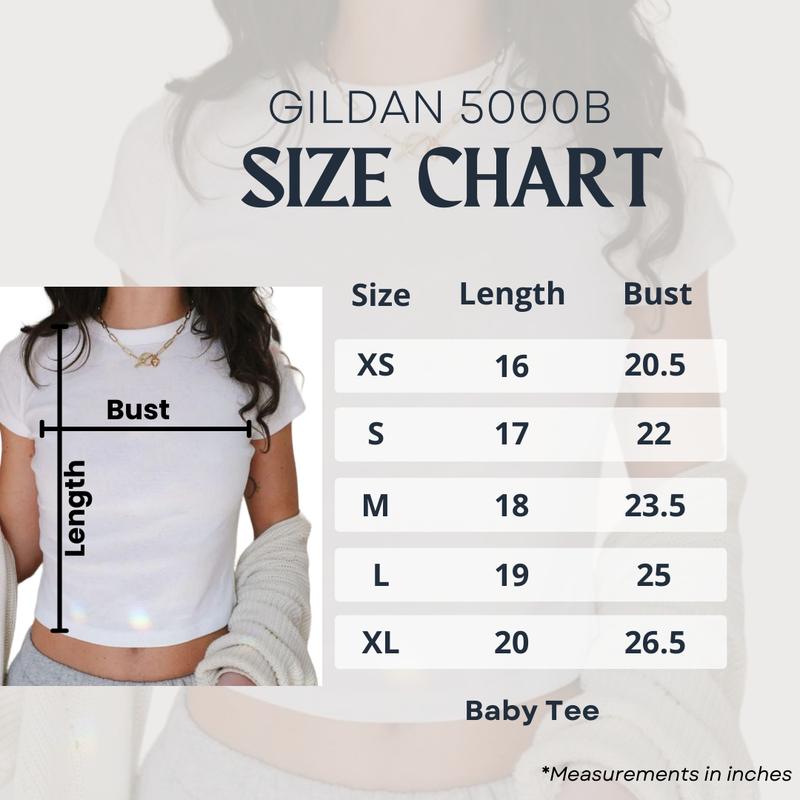 GILDAN 5000B
SIZE CHART
Size Length Bust
XS 16 20.5
S 17 22
M 18 23.5
L 19 25
XL 20 26.5
Baby Tee
*Measurements in inches
Bust
Length